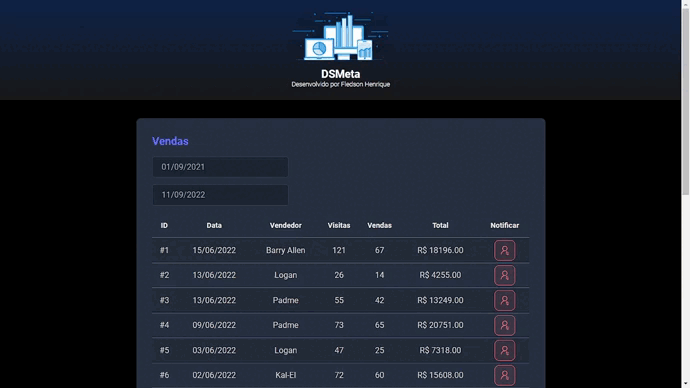 DSMeta
Desenvolvido por Fledson Henrique
Vendas
01/09/2021
11/09/2022
ID Data Vendedor Visitas Vendas Total Notificar
#1 15/06/2022 Barry Allen 121 67 R$ 18196.00
#2 13/06/2022 Logan 26 14 R$ 4255.00
#3 13/06/2022 Padme 55 42 R$ 13249.00
#4 09/06/2022 Padme 73 65 R$ 20751.00
#5 03/06/2022 Logan 47 25 R$ 7318.00
#6 02/06/2022 Kal-El 72 60 R$ 15608.00